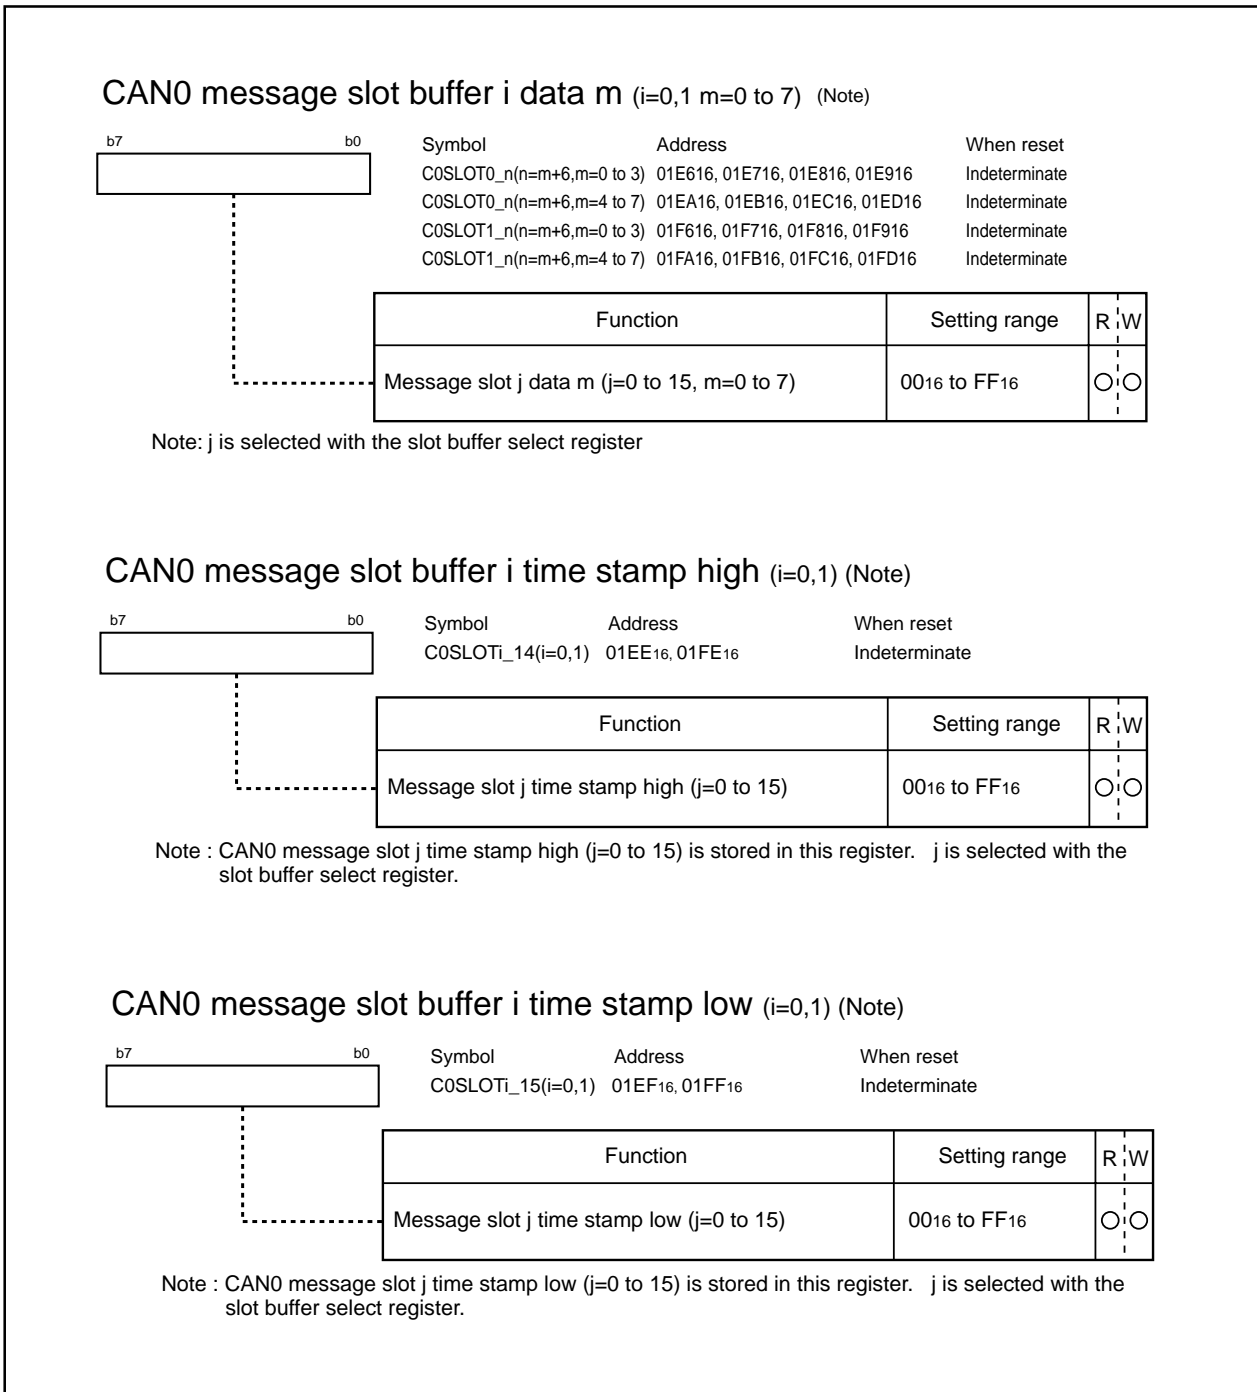 CAN0 message slot buffer i data m (i=0,1 m=0 to 7) (Note)
b7 b0 Symbol Address When reset
C0SLOT0_n(n=m+6,m=0 to 3) 01E616, 01E716, 01E816, 01E916 Indeterminate
C0SLOT0_n(n=m+6,m=4 to 7) 01EA16, 01EB16, 01EC16, 01ED16 Indeterminate
C0SLOT1_n(n=m+6,m=0 to 3) 01F616, 01F716, 01F816, 01F916 Indeterminate
C0SLOT1_n(n=m+6,m=4 to 7) 01FA16, 01FB16, 01FC16, 01FD16 Indeterminate
Function Setting range R W
Message slot j data m (j=0 to 15, m=0 to 7) 0016 to FF16
Note: j is selected with the slot buffer select register
CAN0 message slot buffer i time stamp high (i=0,1) (Note)
b7 b0 Symbol Address When reset
C0SLOTi_14(i=0,1) 01EE16, 01FE16 Indeterminate
Function Setting range R W
Message slot j time stamp high (j=0 to 15) 0016 to FF16
Note : CAN0 message slot j time stamp high (j=0 to 15) is stored in this register. j is selected with the
slot buffer select register.
CAN0 message slot buffer i time stamp low (i=0,1) (Note)
b7 b0 Symbol Address When reset
C0SLOTi_15(i=0,1) 01EF16, 01FF16 Indeterminate
Function Setting range R W
Message slot j time stamp low (j=0 to 15) 0016 to FF16
Note : CAN0 message slot j time stamp low (j=0 to 15) is stored in this register. j is selected with the
slot buffer select register.